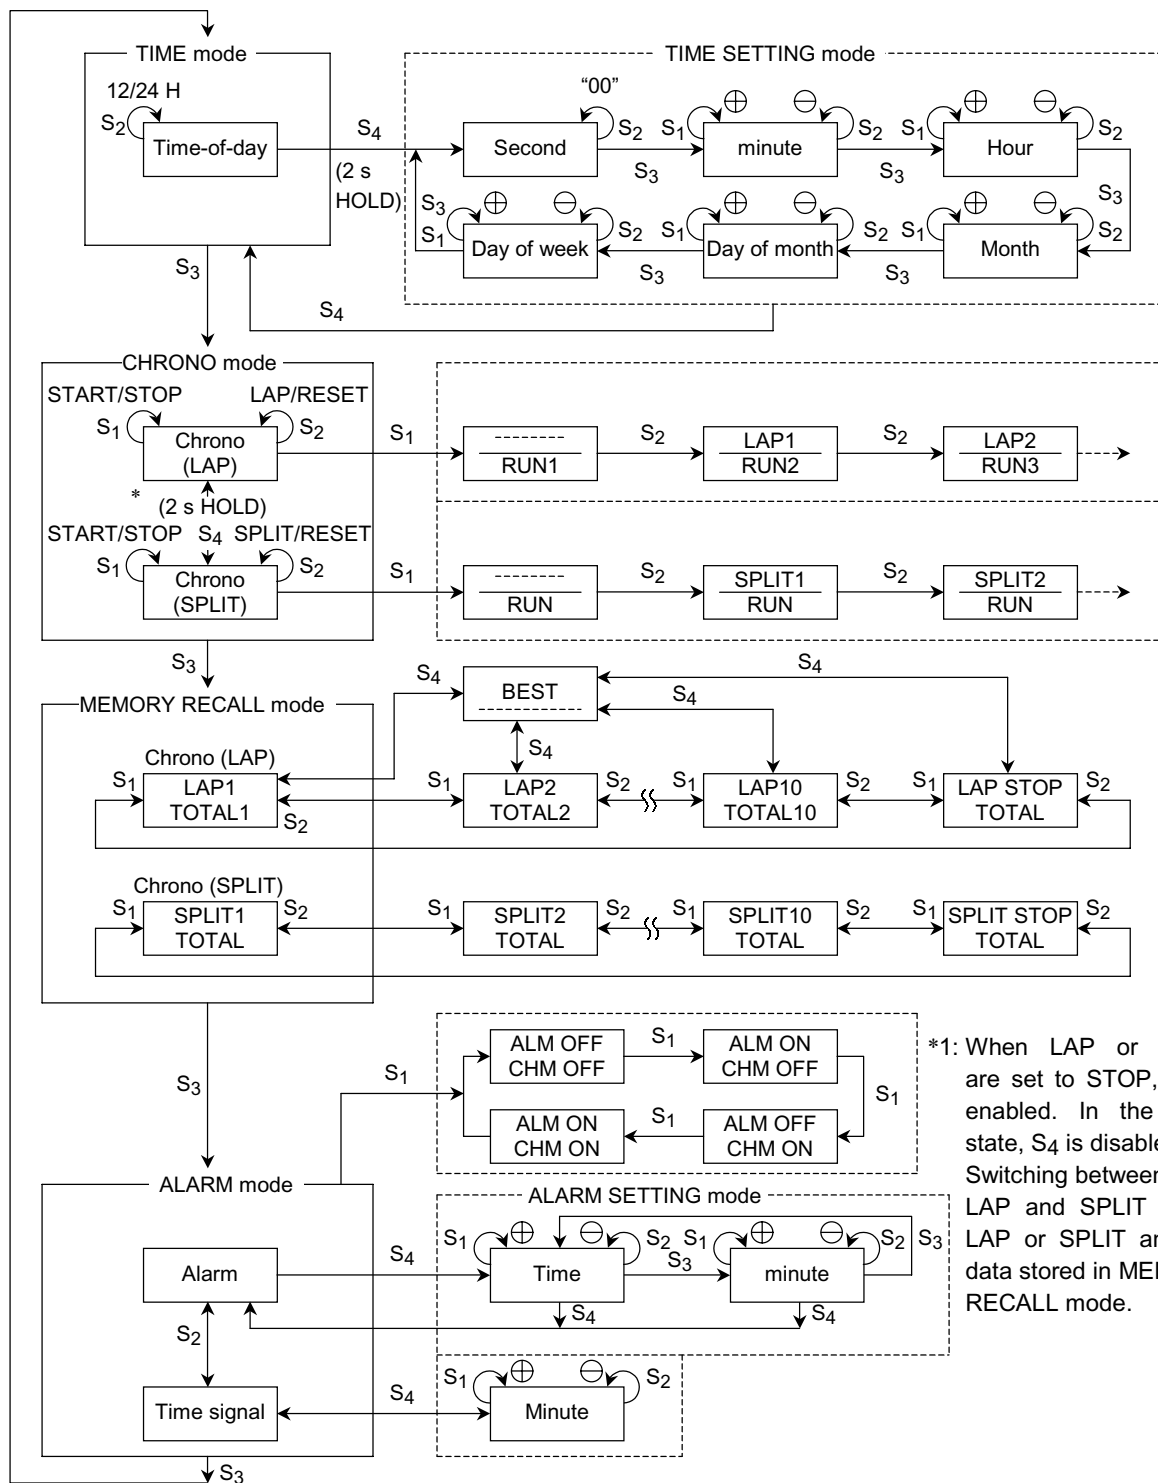 TIME mode
12/24 H
S2
Time-of-day
S4
(2 s
HOLD)
TIME SETTING mode
"00"
Second
S2
S3
S1
⊕
⊖
minute
S2
S3
S1
⊕
⊖
Hour
S2
S3
S3
S1
⊕
⊖
Day of week
S2
S3
S1
⊕
⊖
Day of month
S2
S3
S1
⊕
⊖
Month
S2
S4
S3
CHRONO mode
START/STOP
LAP/RESET
S1
Chrono
(LAP)
S2
S1
--------
RUN1
S2
LAP1
RUN2
S2
LAP2
RUN3
*
(2 s HOLD)
START/STOP
S4
SPLIT/RESET
S1
Chrono
(SPLIT)
S2
S1
--------
RUN
S2
SPLIT1
RUN
S2
SPLIT2
RUN
S3
MEMORY RECALL mode
S4
BEST
--------
S4
S4
S4
Chrono (LAP)
S1
LAP1
TOTAL1
S2
S1
LAP2
TOTAL2
S2
S1
LAP10
TOTAL10
S2
S1
LAP STOP
TOTAL
S2
Chrono (SPLIT)
S1
SPLIT1
TOTAL
S2
S1
SPLIT2
TOTAL
S2
S1
SPLIT10
TOTAL
S2
S1
SPLIT STOP
TOTAL
S2
S3
S1
ALM OFF
CHM OFF
S1
ALM ON
CHM OFF
S1
ALM OFF
CHM ON
S1
ALM ON
CHM ON
*1: When LAP or
are set to STOP,
enabled. In the
state, S4 is disable
Switching between
LAP and SPLIT
LAP or SPLIT an
data stored in MEM
RECALL mode.
ALARM mode
Alarm
S4
ALARM SETTING mode
S1
⊕
⊖
Time
S2
S3
S4
S1
⊕
⊖
minute
S2
S3
S4
S2
Time signal
S4
S1
⊕
⊖
Minute
S2
S3